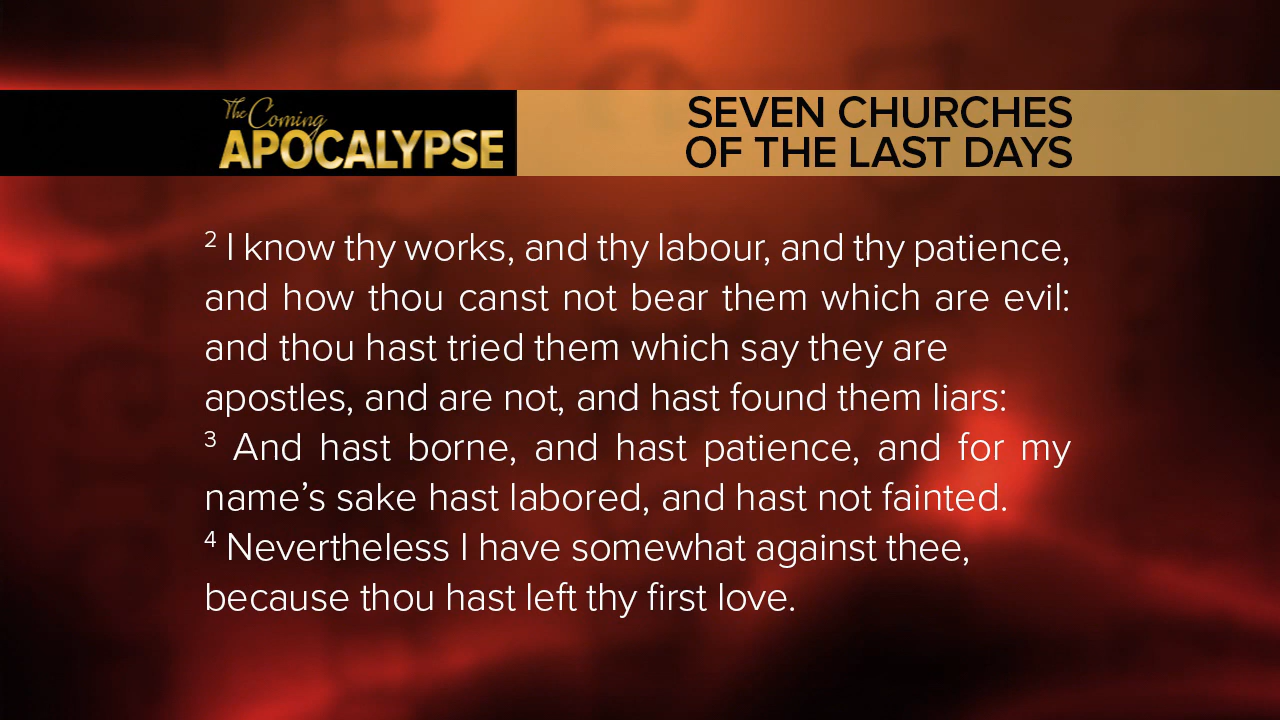 The Coming
APOCALYPSE
SEVEN CHURCHES
OF THE LAST DAYS
2 I know thy works, and thy labour, and thy patience,
and how thou canst not bear them which are evil:
and thou hast tried them which say they are
apostles, and are not, and hast found them liars:
3 And hast borne, and hast patience, and for my
name’s sake hast labored, and hast not fainted.
4 Nevertheless I have somewhat against thee,
because thou hast left thy first love.